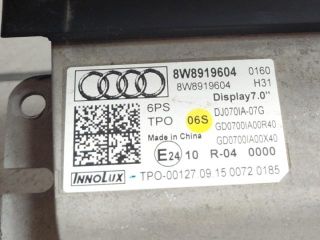 8W8919604 0160
8W8919604 H31
Display7.0"
6PS DJ070IA-07G
TPO 06S GD0700IA00R40
Made in China GD0700IA00X40
E24 10 R-04 0000
INNOLUX TPO-00127 09.15 0072 0185